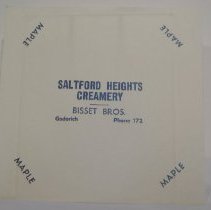 MAPLE MAPLE
SALTFORD HEIGHTS
CREAMERY
BISSET BROS.
Goderich Phone 172
MAPLE MAPLE